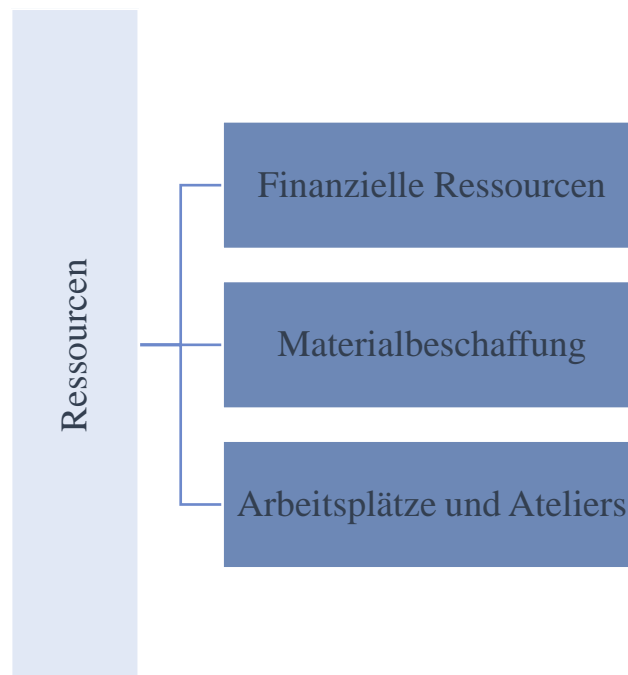 Ressourcen
Finanzielle Ressourcen
Materialbeschaffung
Arbeitsplätze und Ateliers